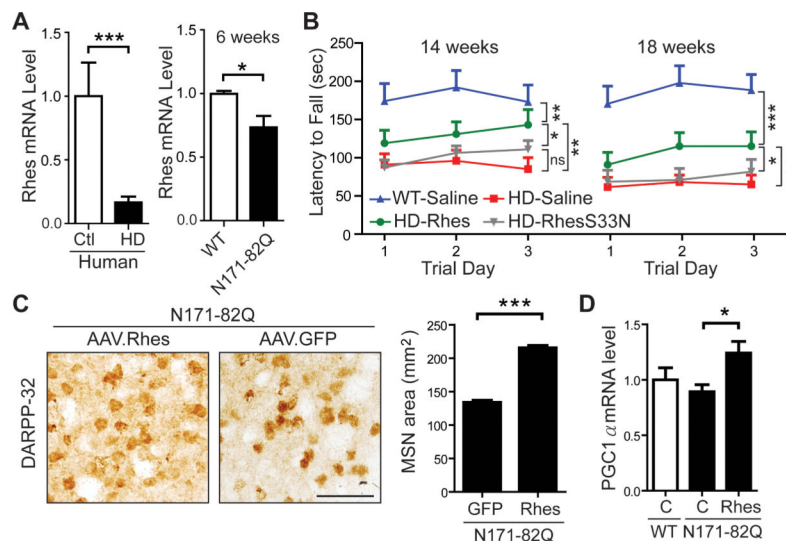 A
Rhes mRNA Level
1.5
1.0
0.5
0
***
Ctl HD
Human
Rhes mRNA Level
1.5
1.0
0.5
0
6 weeks
*
WT
N171-82Q
B
Latency to Fall (sec)
250
200
150
100
50
0
14 weeks
18 weeks
**
*
**
ns
***
*
WT-Saline HD-Saline
HD-Rhes HD-RhesS33N
1 2 3
Trial Day
1 2 3
Trial Day
C
N171-82Q
AAV.Rhes AAV.GFP
DARPP-32
MSN area (mm²)
250
200
150
100
50
0
***
GFP Rhes
N171-82Q
D
PGC1 α mRNA level
1.5
1.0
0.5
0.0
*
C C Rhes
WT N171-82Q